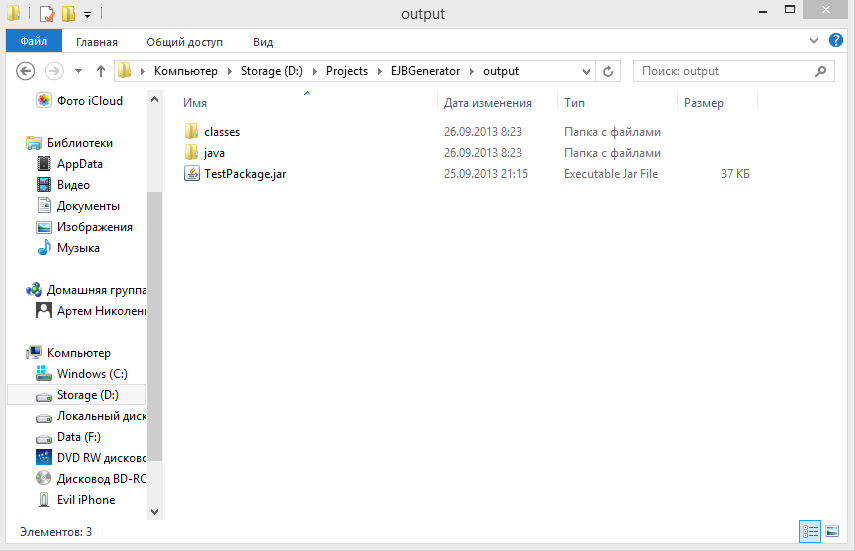 output
Файл Главная Общий доступ Вид
Компьютер Storage (D:) Projects EJBGenerator output
Поиск: output
Фото iCloud
Библиотеки
AppData
Видео
Документы
Изображения
Музыка
Домашняя группа
Артем Николен
Компьютер
Windows (C:)
Storage (D:)
Локальный диск
Data (F:)
DVD RW дисково
Дисковод BD-RO
Evil iPhone
Имя Дата изменения Тип Размер
classes 26.09.2013 8:23 Папка с файлами
java 26.09.2013 8:23 Папка с файлами
TestPackage.jar 25.09.2013 21:15 Executable Jar File 37 КБ
Элементов: 3